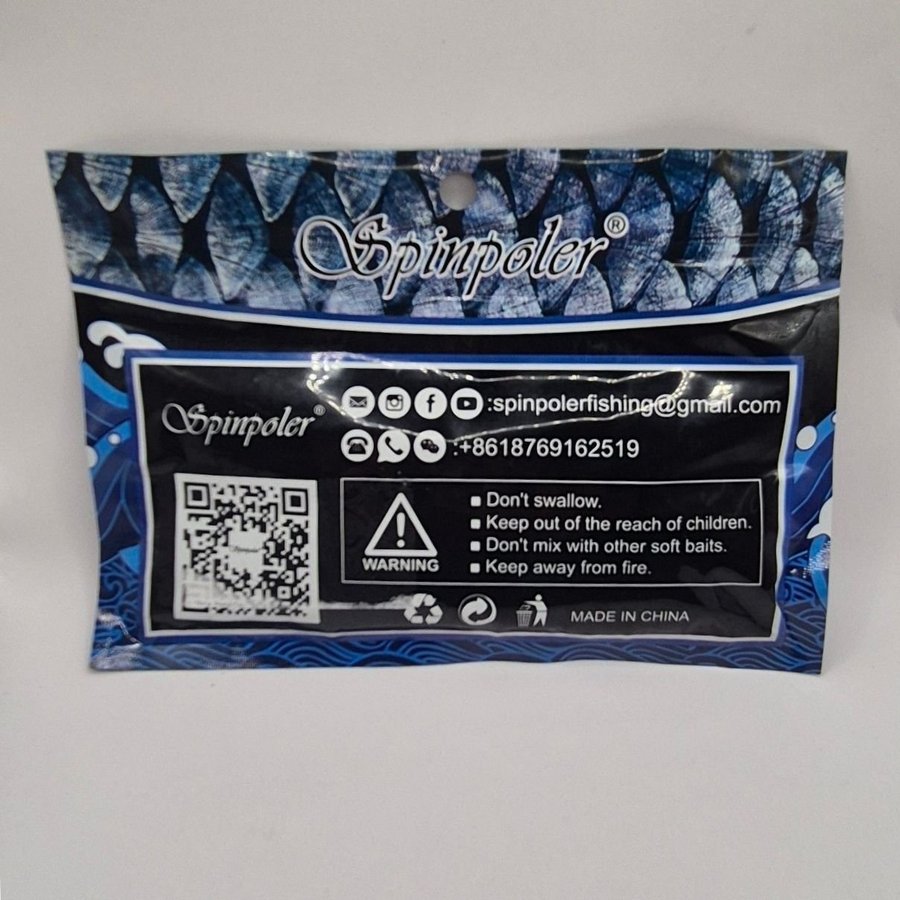 Spinpoler®
Spinpoler®
:spinpolerfishing@gmail.com
:+8618769162519
WARNING
Don't swallow.
Keep out of the reach of children.
Don't mix with other soft baits.
Keep away from fire.
MADE IN CHINA